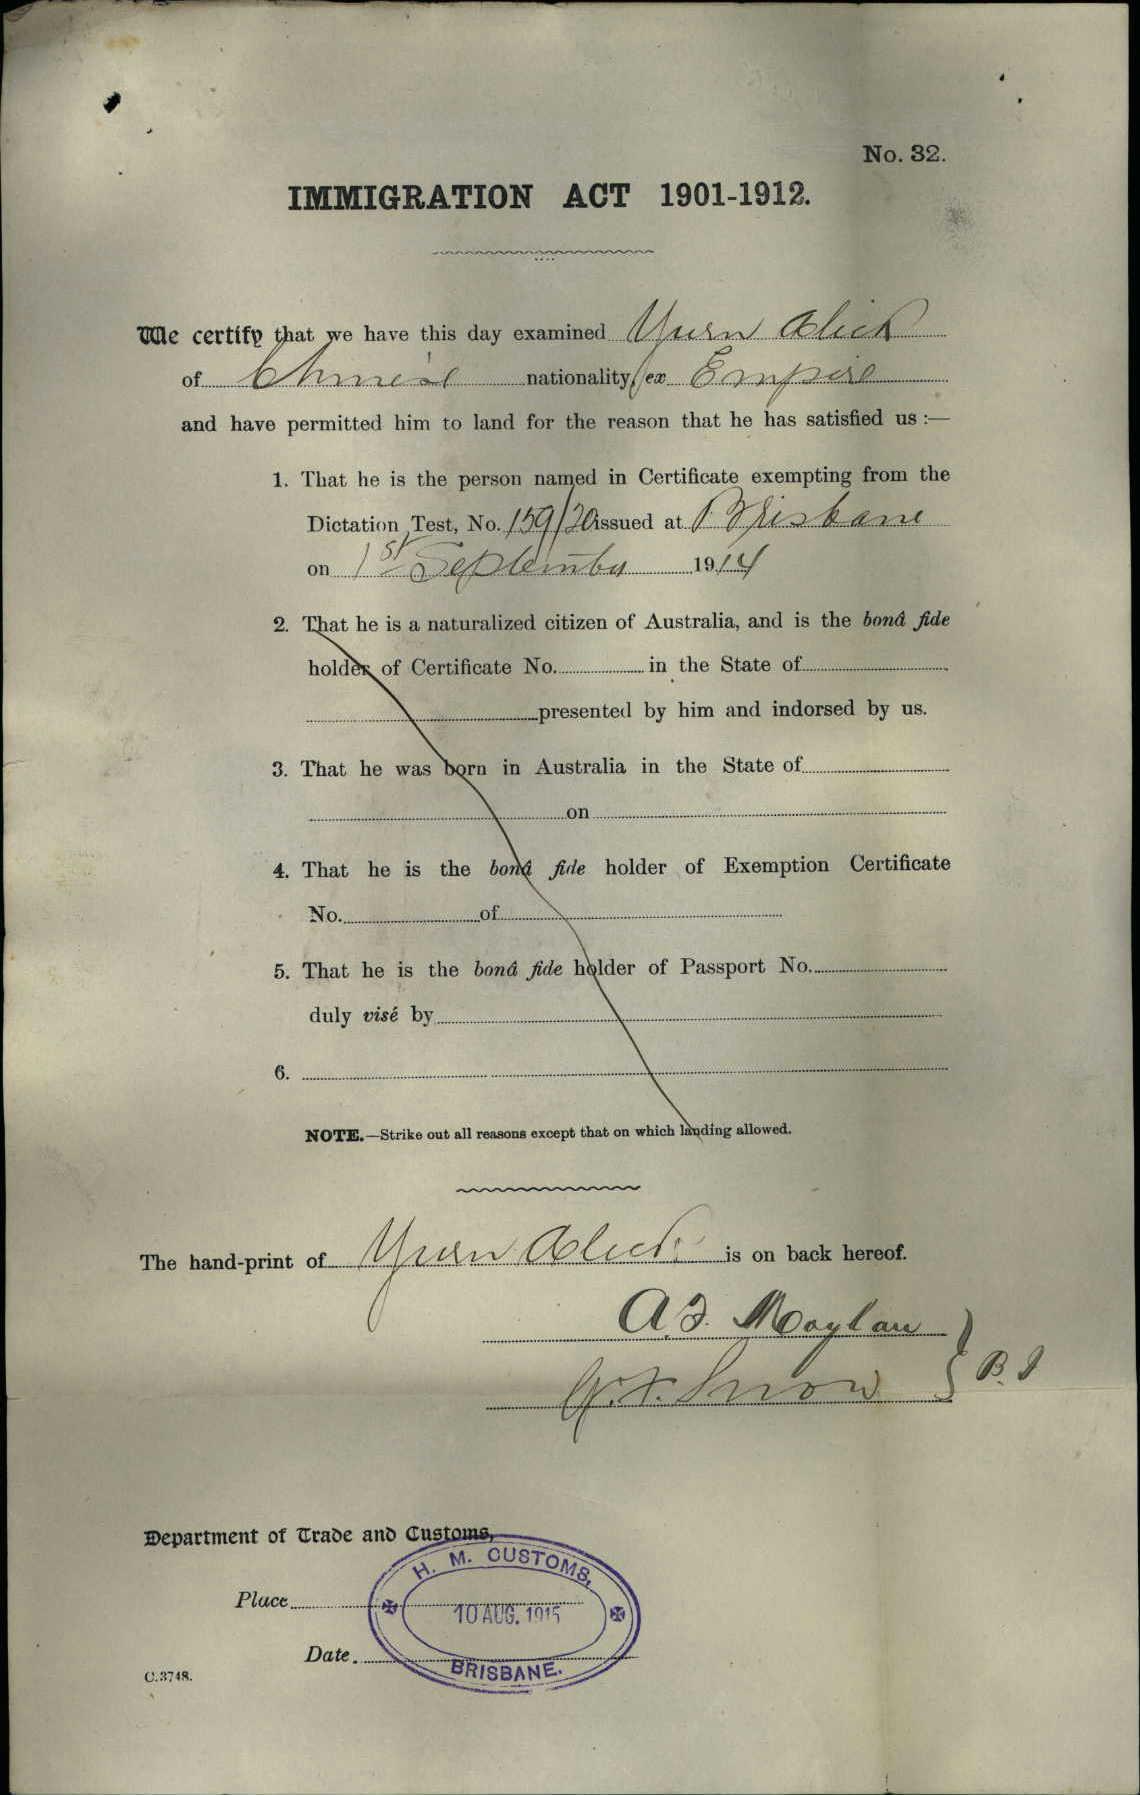 No. 32.
IMMIGRATION ACT 1901-1912.
We certify that we have this day examined Yuen Alick
of Chinese nationality, ex Empire
and have permitted him to land for the reason that he has satisfied us :—
1. That he is the person named in Certificate exempting from the
Dictation Test, No. 159/20 issued at Brisbane
on 1st September 1914
2. That he is a naturalized citizen of Australia, and is the bonâ fide
holder of Certificate No. in the State of
presented by him and indorsed by us.
3. That he was born in Australia in the State of
on
4. That he is the bonâ fide holder of Exemption Certificate
No. of
5. That he is the bonâ fide holder of Passport No.
duly visé by
6.
NOTE.—Strike out all reasons except that on which landing allowed.
The hand-print of Yuen Alick is on back hereof.
A. F. Moylan
Snow
Department of Trade and Customs,
H. M. CUSTOMS,
Place
10 AUG. 1915
Date
BRISBANE.
C.3748.